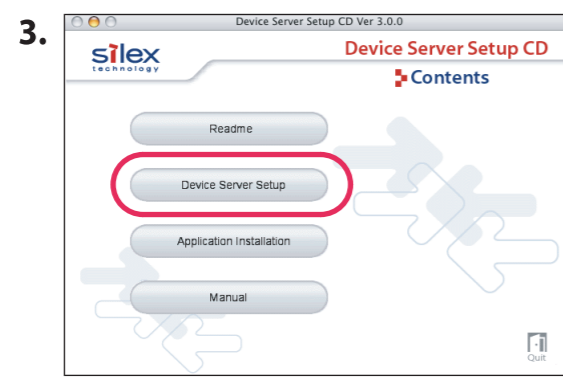 3.
Device Server Setup CD Ver 3.0.0
silex
technology
Device Server Setup CD
Contents
Readme
Device Server Setup
Application Installation
Manual
Quit